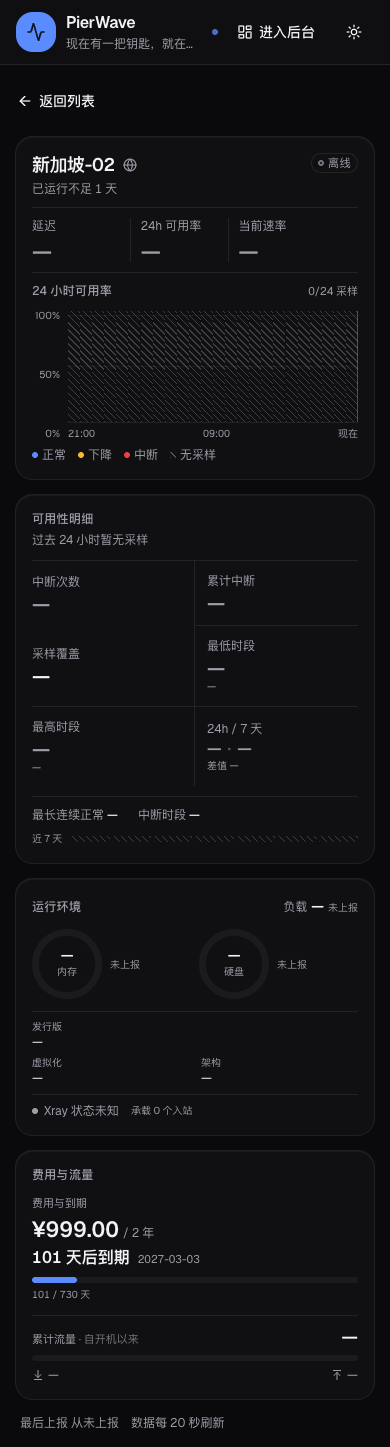 PierWave
现在有一把钥匙，就在…
进入后台
返回列表
新加坡-02
离线
已运行不足 1 天
延迟
24h 可用率
当前速率
—
—
—
24 小时可用率
0/24 采样
100%
50%
0%
21:00
09:00
现在
正常
下降
中断
无采样
可用性明细
过去 24 小时暂无采样
中断次数
—
累计中断
—
采样覆盖
—
最低时段
—
—
最高时段
—
—
24h / 7 天
— · —
差值 —
最长连续正常 —
中断时段 —
近 7 天
运行环境
负载 — 未上报
—
内存
未上报
—
硬盘
未上报
发行版
—
虚拟化
—
架构
—
Xray 状态未知
承载 0 个入站
费用与流量
费用与到期
¥999.00 / 2 年
101 天后到期 2027-03-03
101 / 730 天
累计流量 · 自开机以来
—
—
—
最后上报 从未上报
数据每 20 秒刷新